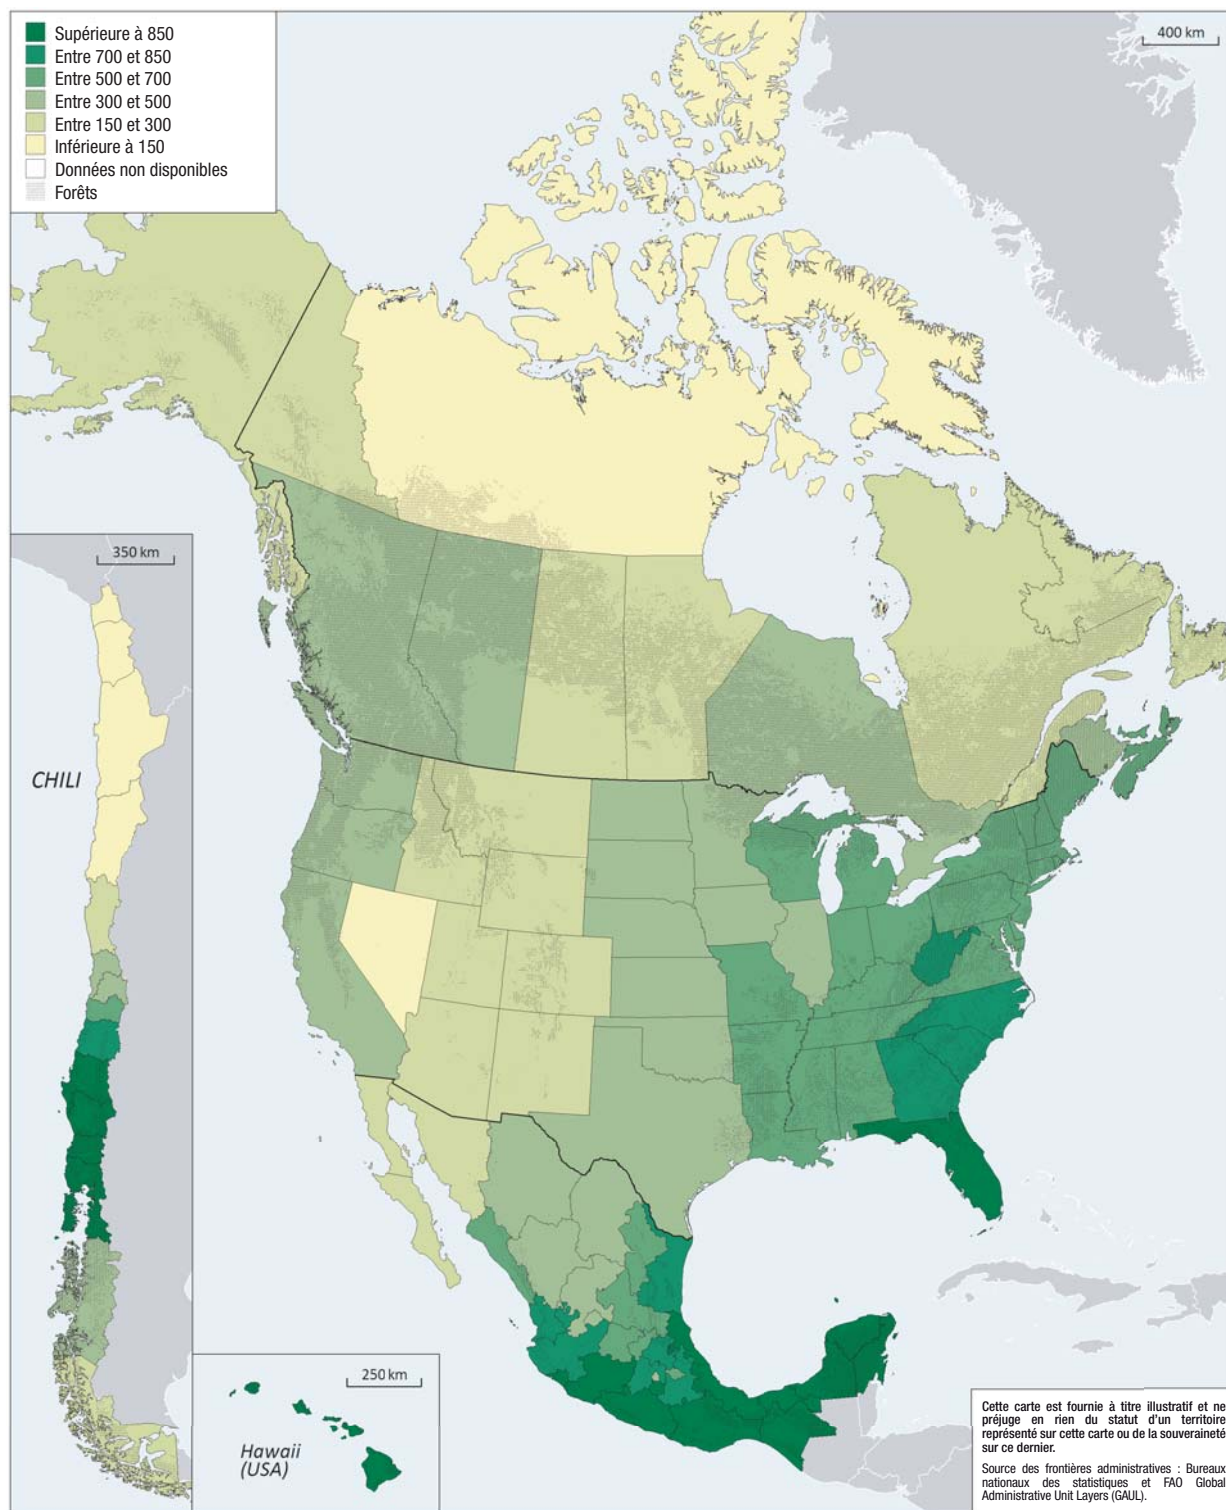 Supérieure à 850
Entre 700 et 850
Entre 500 et 700
Entre 300 et 500
Entre 150 et 300
Inférieure à 150
Données non disponibles
Forêts
400 km
350 km
CHILI
250 km
Hawaii
(USA)
Cette carte est fournie à titre illustratif et ne
préjuge en rien du statut d'un territoire
représenté sur cette carte ou de la souveraineté
sur ce dernier.
Source des frontières administratives : Bureaux
nationaux des statistiques et FAO Global
Administrative Unit Layers (GAUL).